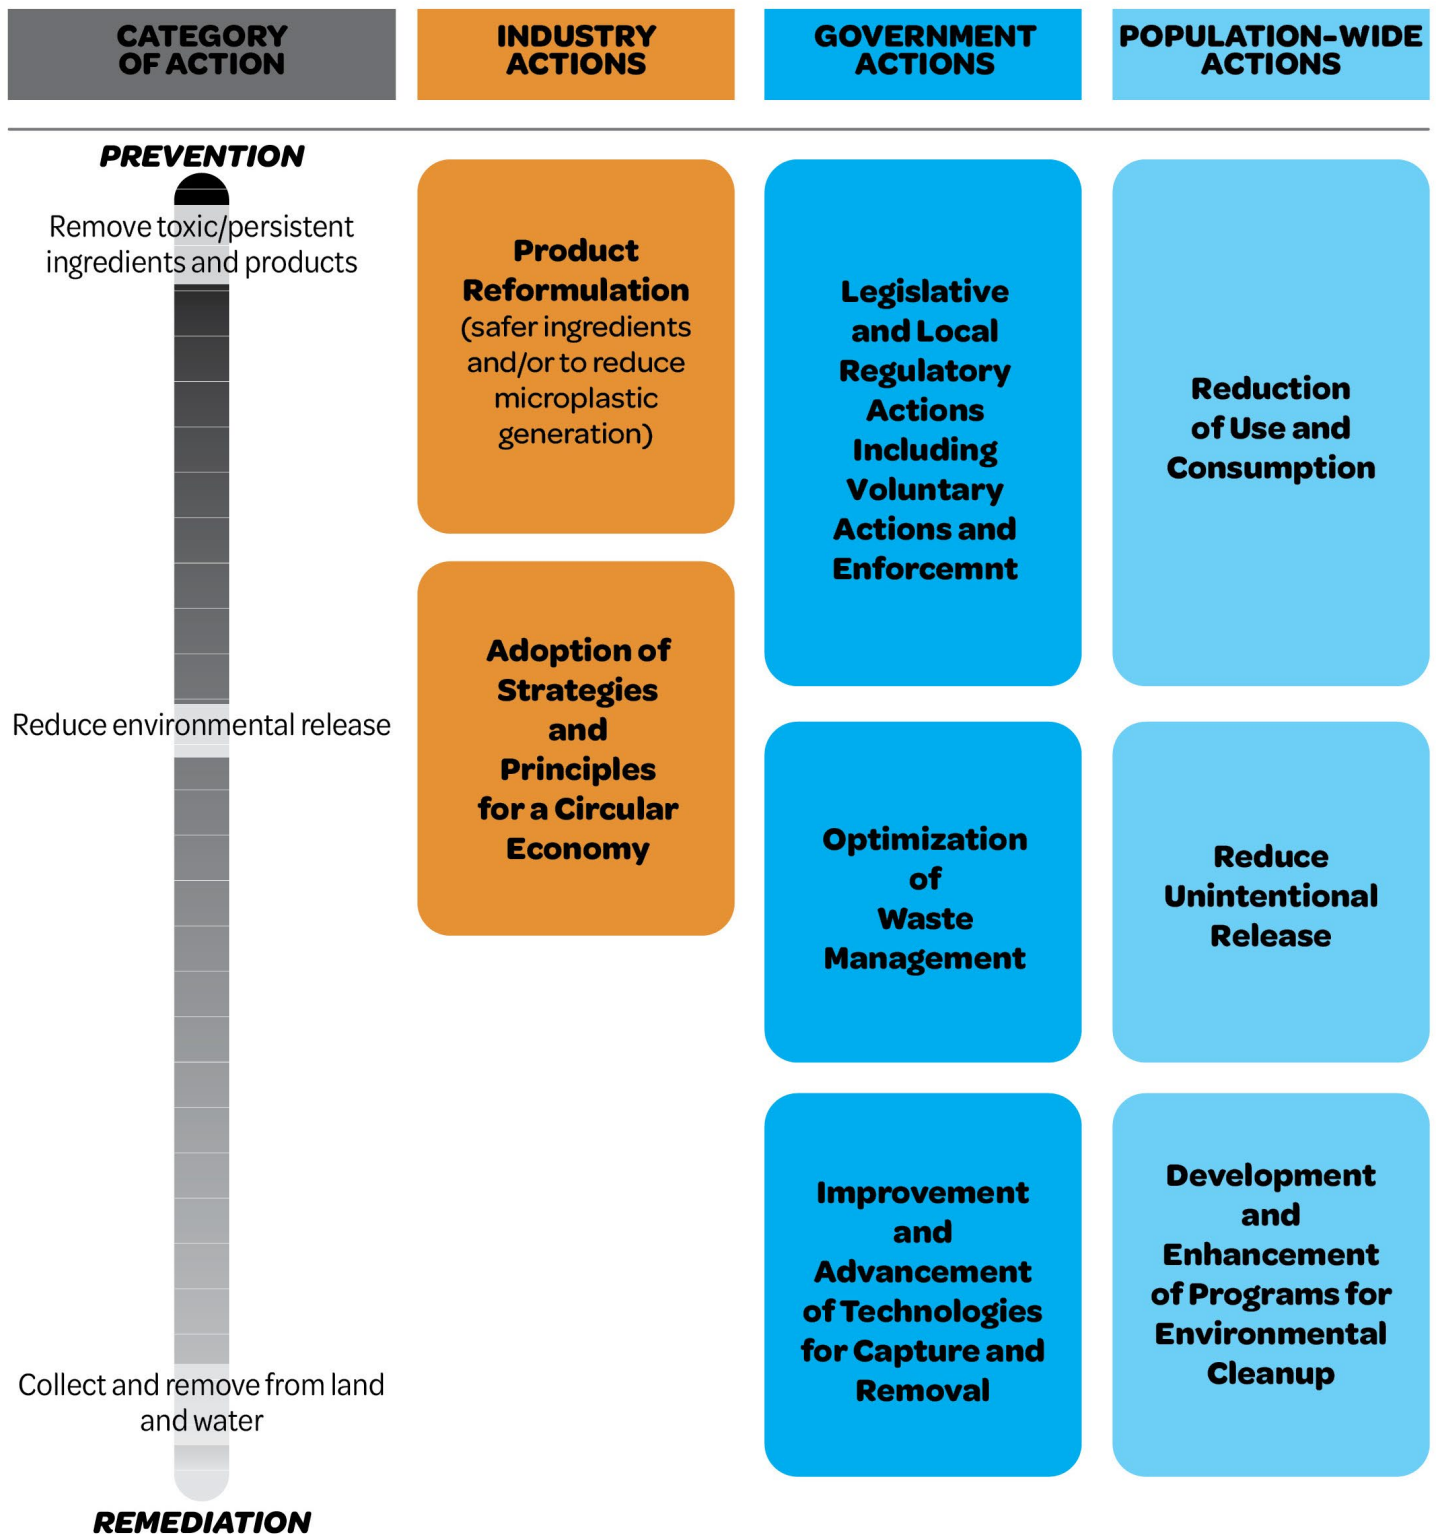 CATEGORY
OF ACTION
INDUSTRY
ACTIONS
GOVERNMENT
ACTIONS
POPULATION-WIDE
ACTIONS
PREVENTION
Remove toxic/persistent
ingredients and products
Reduce environmental release
Collect and remove from land
and water
REMEDIATION
Product
Reformulation
(safer ingredients
and/or to reduce
microplastic
generation)
Adoption of
Strategies
and
Principles
for a Circular
Economy
Legislative
and Local
Regulatory
Actions
Including
Voluntary
Actions and
Enforcemnt
Optimization
of
Waste
Management
Improvement
and
Advancement
of Technologies
for Capture and
Removal
Reduction
of Use and
Consumption
Reduce
Unintentional
Release
Development
and
Enhancement
of Programs for
Environmental
Cleanup